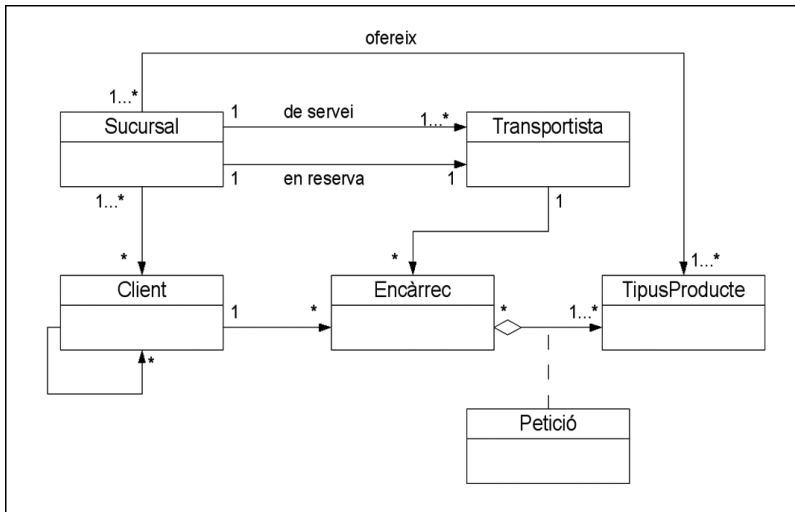 ofereix
1...*
1
de servei
1...*
Sucursal
Transportista
1
en reserva
1
1...*
1
*
*
1...*
Client
Encàrrec
TipusProducte
1
*
*
1...*
*
Petició